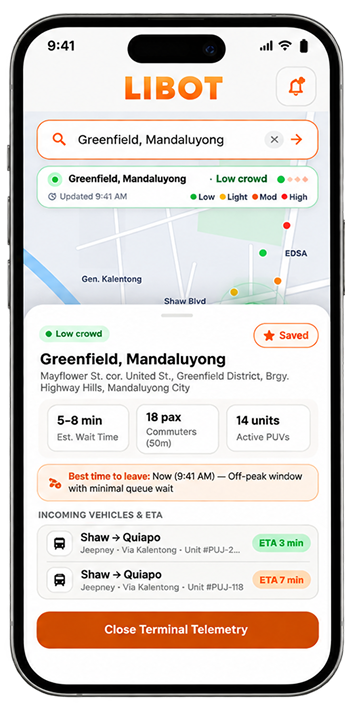 9:41
LIBOT
Greenfield, Mandaluyong
Greenfield, Mandaluyong · Low crowd
Updated 9:41 AM Low Light Mod High
EDSA
Gen. Kalentong
Shaw Blvd
Low crowd Saved
Greenfield, Mandaluyong
Mayflower St. cor. United St., Greenfield District, Brgy.
Highway Hills, Mandaluyong City
5–8 min
Est. Wait Time
18 pax
Commuters
(50m)
14 units
Active PUVs
Best time to leave: Now (9:41 AM) — Off-peak window
with minimal queue wait
INCOMING VEHICLES & ETA
Shaw → Quiapo
Jeepney · Via Kalentong · Unit #PUJ-2...
ETA 3 min
Shaw → Quiapo
Jeepney · Via Kalentong · Unit #PUJ-118
ETA 7 min
Close Terminal Telemetry